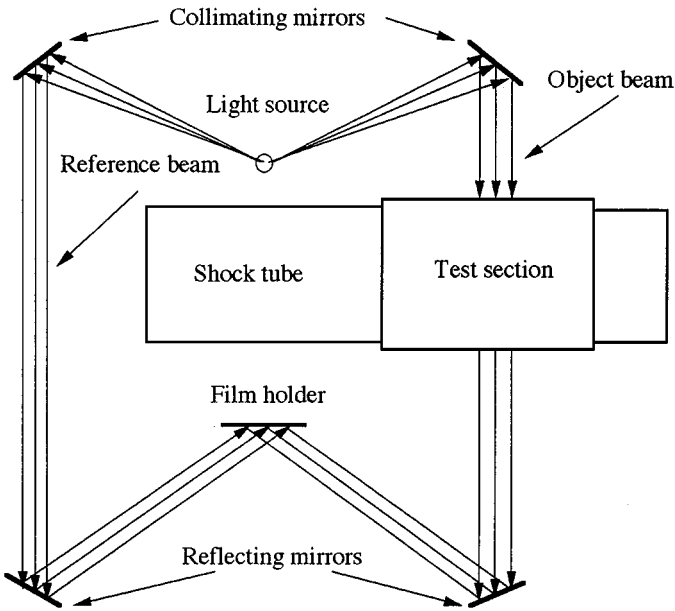 Collimating mirrors
Object beam
Light source
Reference beam
Shock tube
Test section
Film holder
Reflecting mirrors